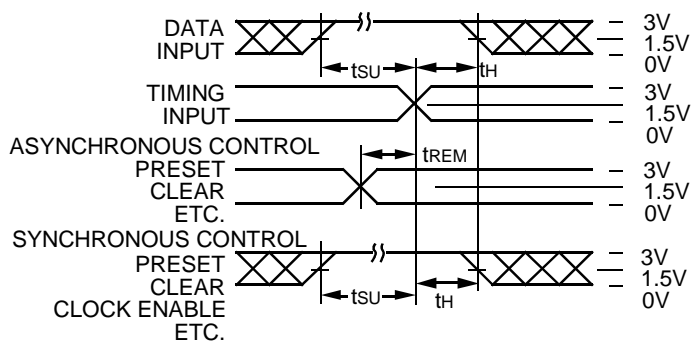 DATA
INPUT
3V
1.5V
0V
tSU
tH
TIMING
INPUT
3V
1.5V
0V
ASYNCHRONOUS CONTROL
tREM
PRESET
CLEAR
ETC.
3V
1.5V
0V
SYNCHRONOUS CONTROL
PRESET
CLEAR
CLOCK ENABLE
ETC.
3V
1.5V
0V
tSU
tH